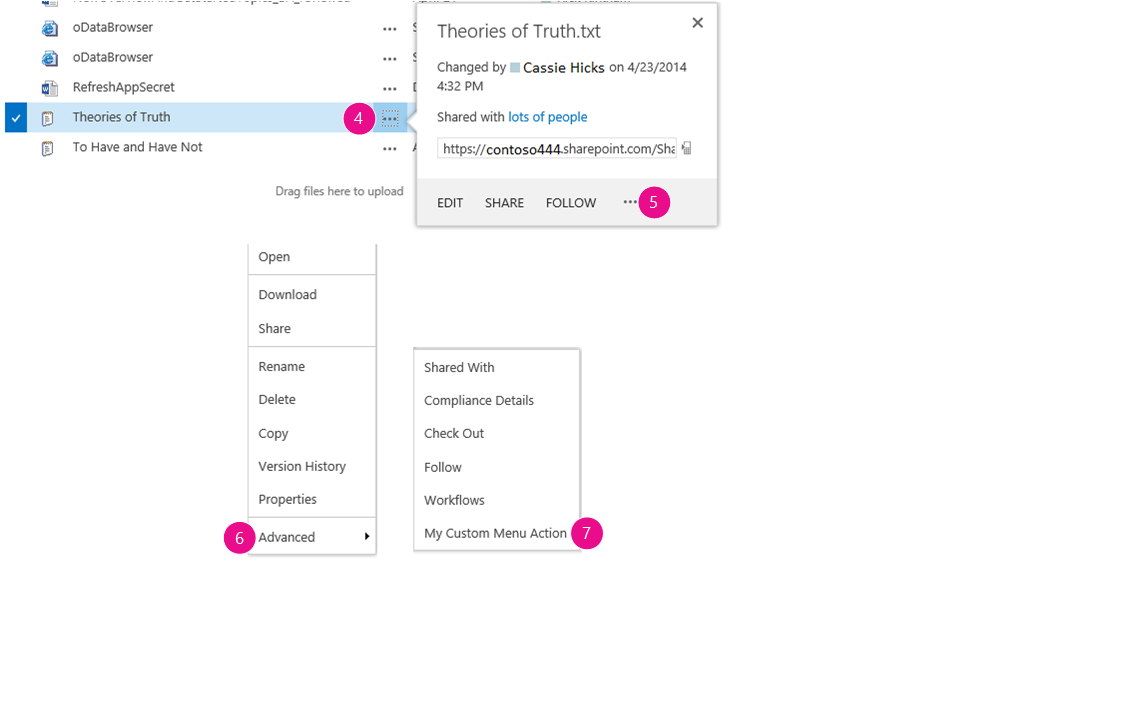 oDataBrowser
oDataBrowser
RefreshAppSecret
Theories of Truth
4
To Have and Have Not
Drag files here to upload
Theories of Truth.txt
Changed by Cassie Hicks on 4/23/2014
4:32 PM
Shared with lots of people
https://contoso444.sharepoint.com/Sha
EDIT SHARE FOLLOW ••• 5
Open
Download
Share
Rename
Delete
Copy
Version History
Properties
6 Advanced
Shared With
Compliance Details
Check Out
Follow
Workflows
My Custom Menu Action 7